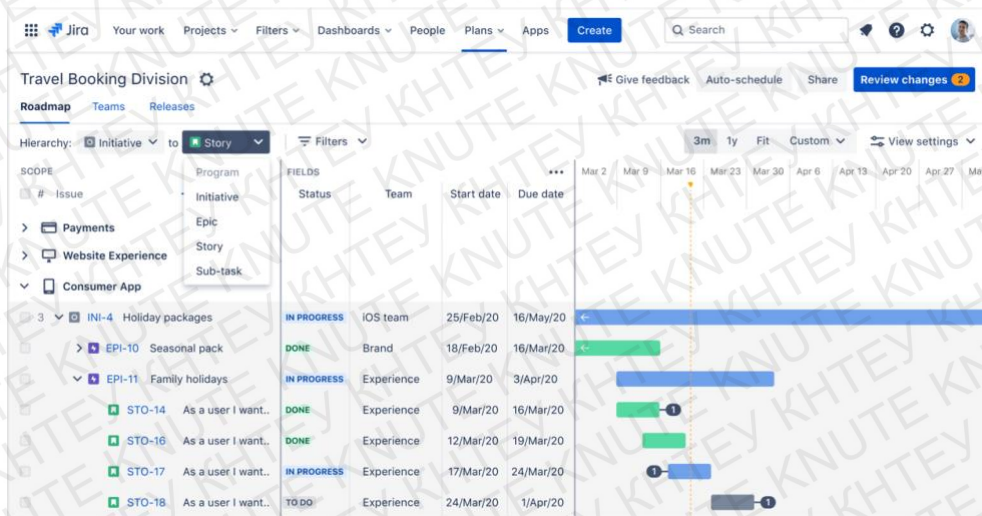 Jira Your work Projects Filters Dashboards People Plans Apps Create Search
Travel Booking Division Give feedback Auto-schedule Share Review changes 2
Roadmap Teams Releases
Hierarchy: Initiative to Story Filters 3m 1y Fit Custom View settings
SCOPE Program FIELDS ••• Mar 2 Mar 9 Mar 16 Mar 23 Mar 30 Apr 6 Apr 13 Apr 20 Apr 27 Ma
# Issue Initiative Status Team Start date Due date
Epic
Payments
Story
Website Experience
Sub-task
Consumer App
3 INI-4 Holiday packages IN PROGRESS iOS team 25/Feb/20 16/May/20
EPI-10 Seasonal pack DONE Brand 18/Feb/20 16/Mar/20
EPI-11 Family holidays IN PROGRESS Experience 9/Mar/20 3/Apr/20
STO-14 As a user I want.. DONE Experience 9/Mar/20 16/Mar/20 1
STO-16 As a user I want.. DONE Experience 12/Mar/20 19/Mar/20
STO-17 As a user I want.. IN PROGRESS Experience 17/Mar/20 24/Mar/20 1
STO-18 As a user I want.. TO DO Experience 24/Mar/20 1/Apr/20 1
KHTEY KNUTE